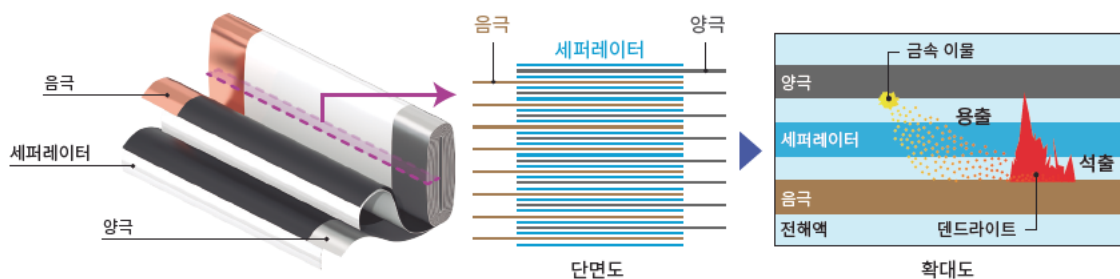 음극
세퍼레이터
양극
음극
양극
세퍼레이터
단면도
금속 이물
양극
용출
세퍼레이터
석출
음극
전해액
덴드라이트
확대도